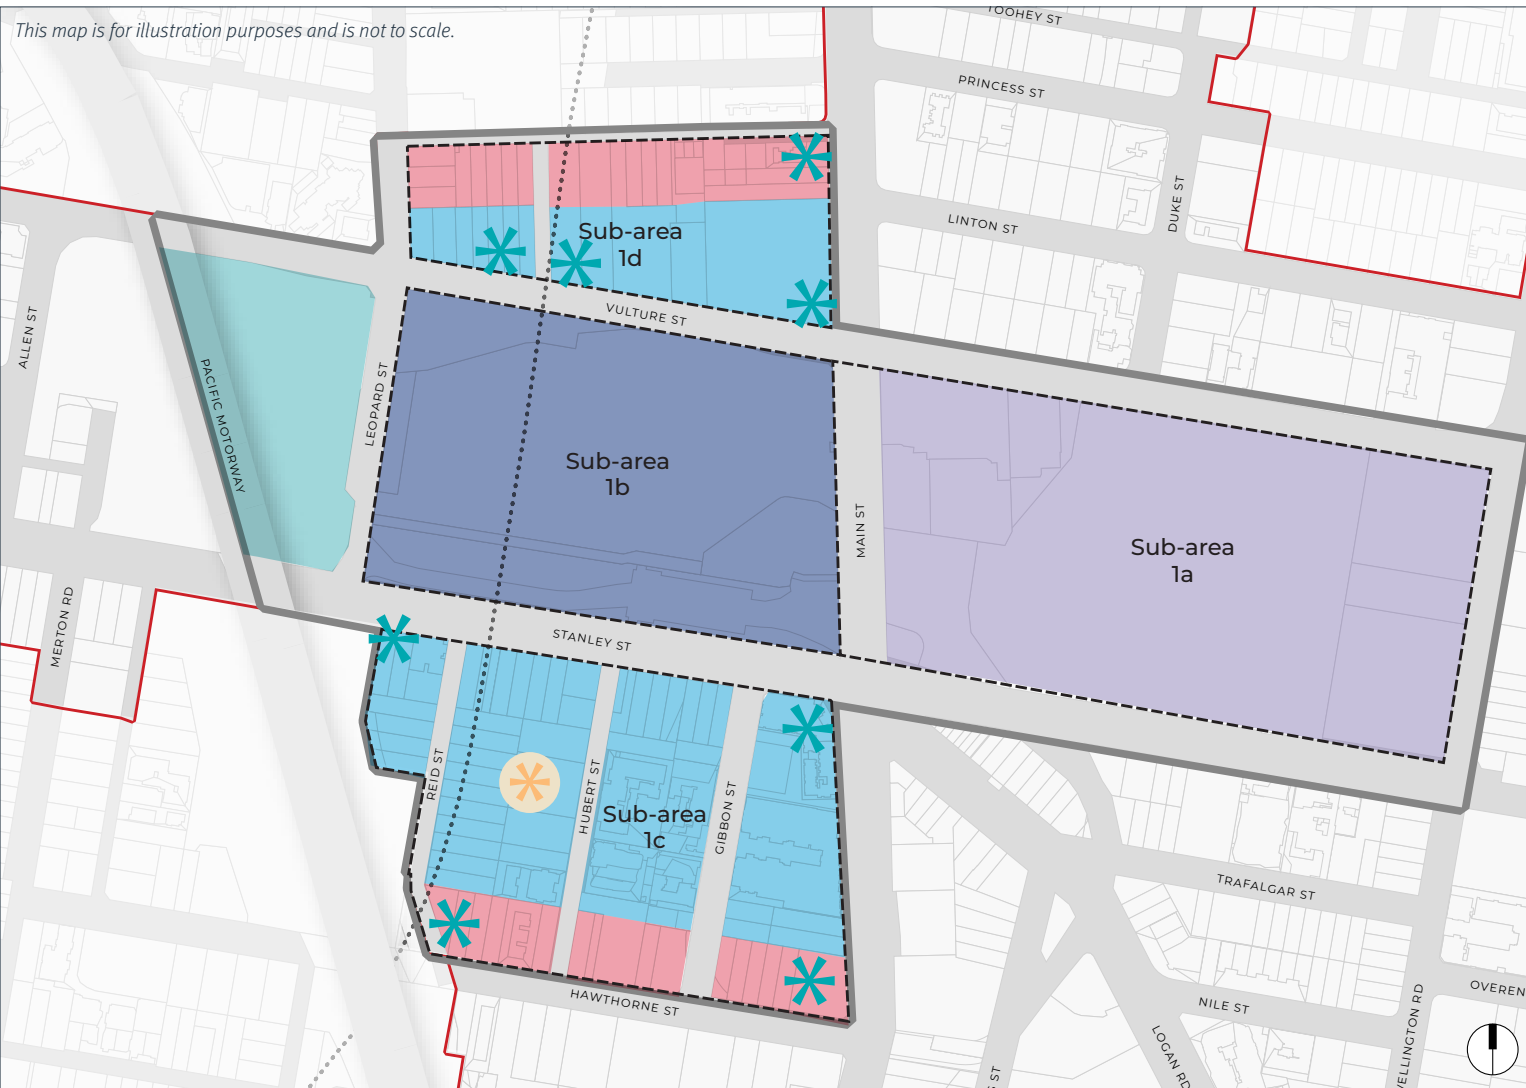 This map is for illustration purposes and is not to scale.
TOOHEY ST
PRINCESS ST
DUKE ST
LINTON ST
Sub-area
1d
VULTURE ST
ALLEN ST
PACIFIC MOTORWAY
LEOPARD ST
Sub-area
1b
MAIN ST
Sub-area
1a
MERTON RD
STANLEY ST
REID ST
HUBERT ST
GIBBON ST
Sub-area
1c
TRAFALGAR ST
HAWTHORNE ST
NILE ST
OVEREN
LOGAN RD
ELLINGTON RD
ST